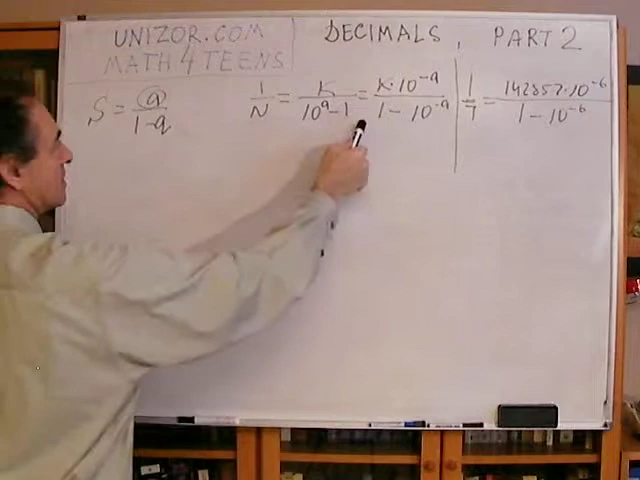 UNIZOR.COM
MATH 4 TEENS
DECIMALS, PART 2
S = a / 1-q
1/N = K / 10^q-1 = K·10^-q / 1-10^-q
1/7 = 142857·10^-6 / 1-10^-6